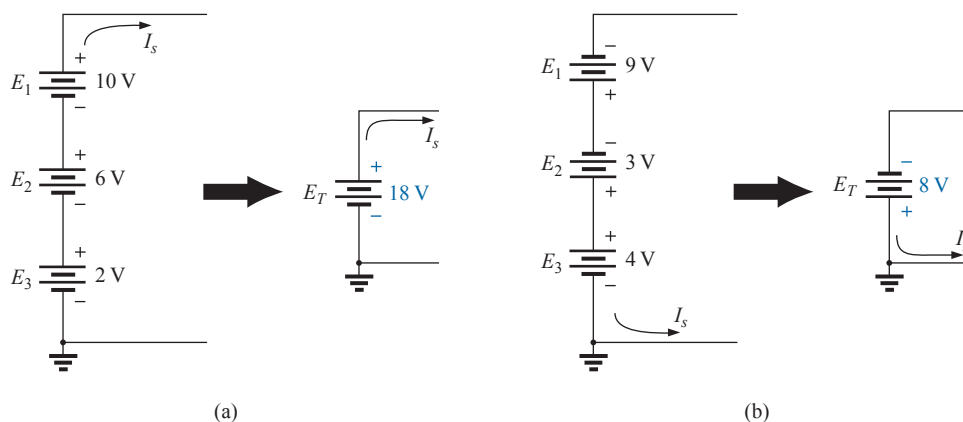 +
I_s
E_1
10 V
−
+
E_2
6 V
−
+
E_3
2 V
−
I_s
+
E_T
18 V
−
(a)
−
E_1
9 V
+
−
E_2
3 V
+
+
E_3
4 V
−
I_s
−
E_T
8 V
+
I
(b)